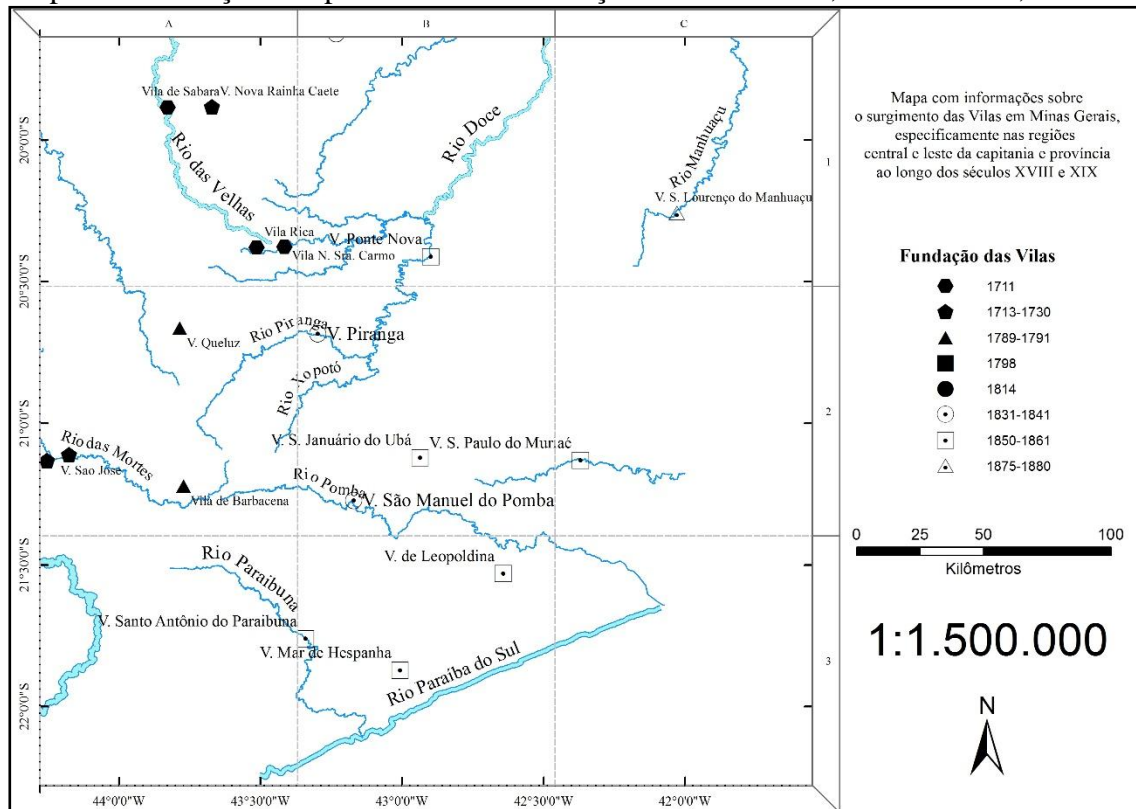 A
B
C
1
2
3
Vila de Sabara
V. Nova Rainha Caete
Rio das Velhas
Rio Doce
Rio Manhuaçu
V. S. Lourenço do Manhuaçu
Vila Rica
V. Ponte Nova
Vila N. Sta. Carmo
V. Queluz
Rio Piranga
V. Piranga
Rio Xopotó
Rio das Mortes
V. Sao José
V. S. Januário do Ubá
V. S. Paulo do Muriaé
Vila de Barbacena
Rio Pomba
V. São Manuel do Pomba
V. de Leopoldina
Rio Paraibuna
V. Santo Antônio do Paraibuna
V. Mar de Hespanha
Rio Paraíba do Sul
20°0'0"S
20°30'0"S
21°0'0"S
21°30'0"S
22°0'0"S
44°0'0"W
43°30'0"W
43°0'0"W
42°30'0"W
42°0'0"W
Mapa com informações sobre
o surgimento das Vilas em Minas Gerais,
especificamente nas regiões
central e leste da capitania e província
ao longo dos séculos XVIII e XIX
Fundação das Vilas
1711
1713-1730
1789-1791
1798
1814
1831-1841
1850-1861
1875-1880
0 25 50 100
Kilômetros
1:1.500.000
N